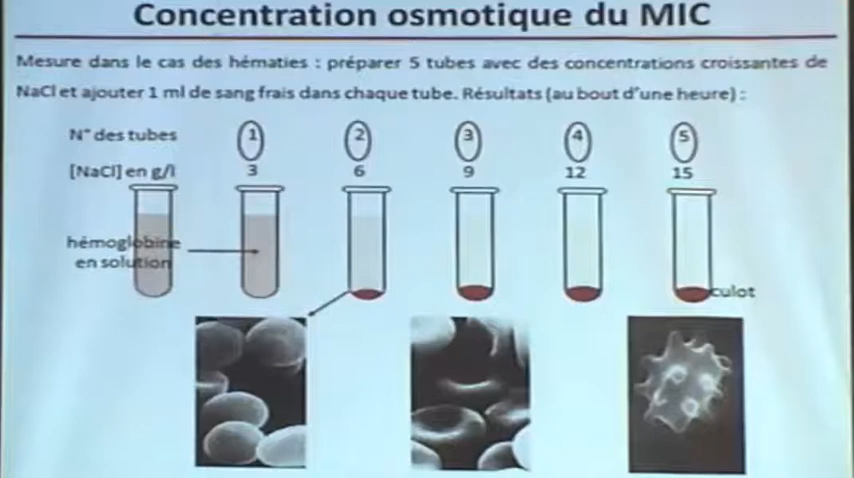 Concentration osmotique du MIC
Mesure dans le cas des hématies : préparer 5 tubes avec des concentrations croissantes de
NaCl et ajouter 1 ml de sang frais dans chaque tube. Résultats (au bout d'une heure) :
N° des tubes 1 2 3 4 5
[NaCl] en g/l 3 6 9 12 15
hémoglobine
en solution
culot